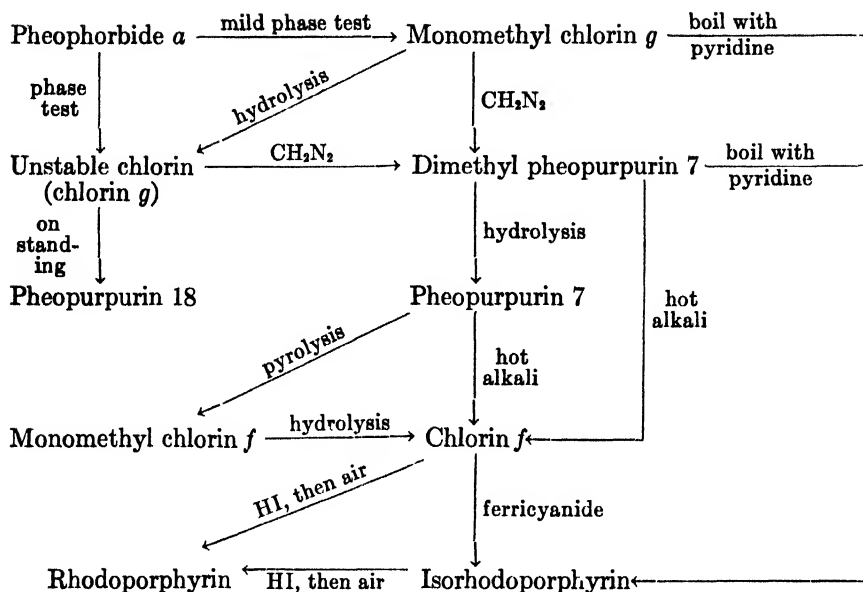 Pheophorbide a mild phase test Monomethyl chlorin g boil with
pyridine
phase
test
hydrolysis
CH₂N₂
Unstable chlorin CH₂N₂ Dimethyl pheopurpurin 7 boil with
(chlorin g) pyridine
on
stand-
ing
hydrolysis
Pheopurpurin 18 Pheopurpurin 7
hot
alkali
pyrolysis
hot
alkali
Monomethyl chlorin f hydrolysis Chlorin f
HI, then air
ferricyanide
Rhodoporphyrin HI, then air Isorhodoporphyrin